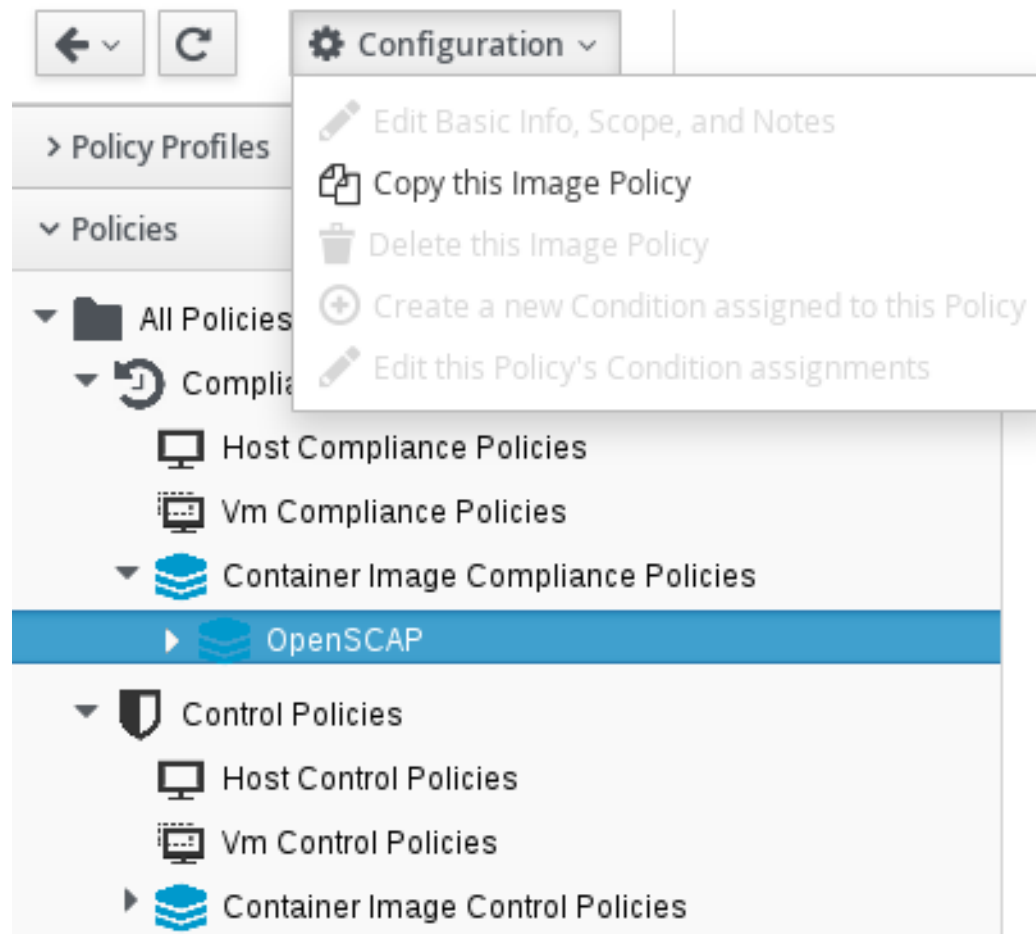 Configuration
Edit Basic Info, Scope, and Notes
Copy this Image Policy
Delete this Image Policy
Create a new Condition assigned to this Policy
Edit this Policy's Condition assignments
Policy Profiles
Policies
All Policies
Complia
Host Compliance Policies
Vm Compliance Policies
Container Image Compliance Policies
OpenSCAP
Control Policies
Host Control Policies
Vm Control Policies
Container Image Control Policies